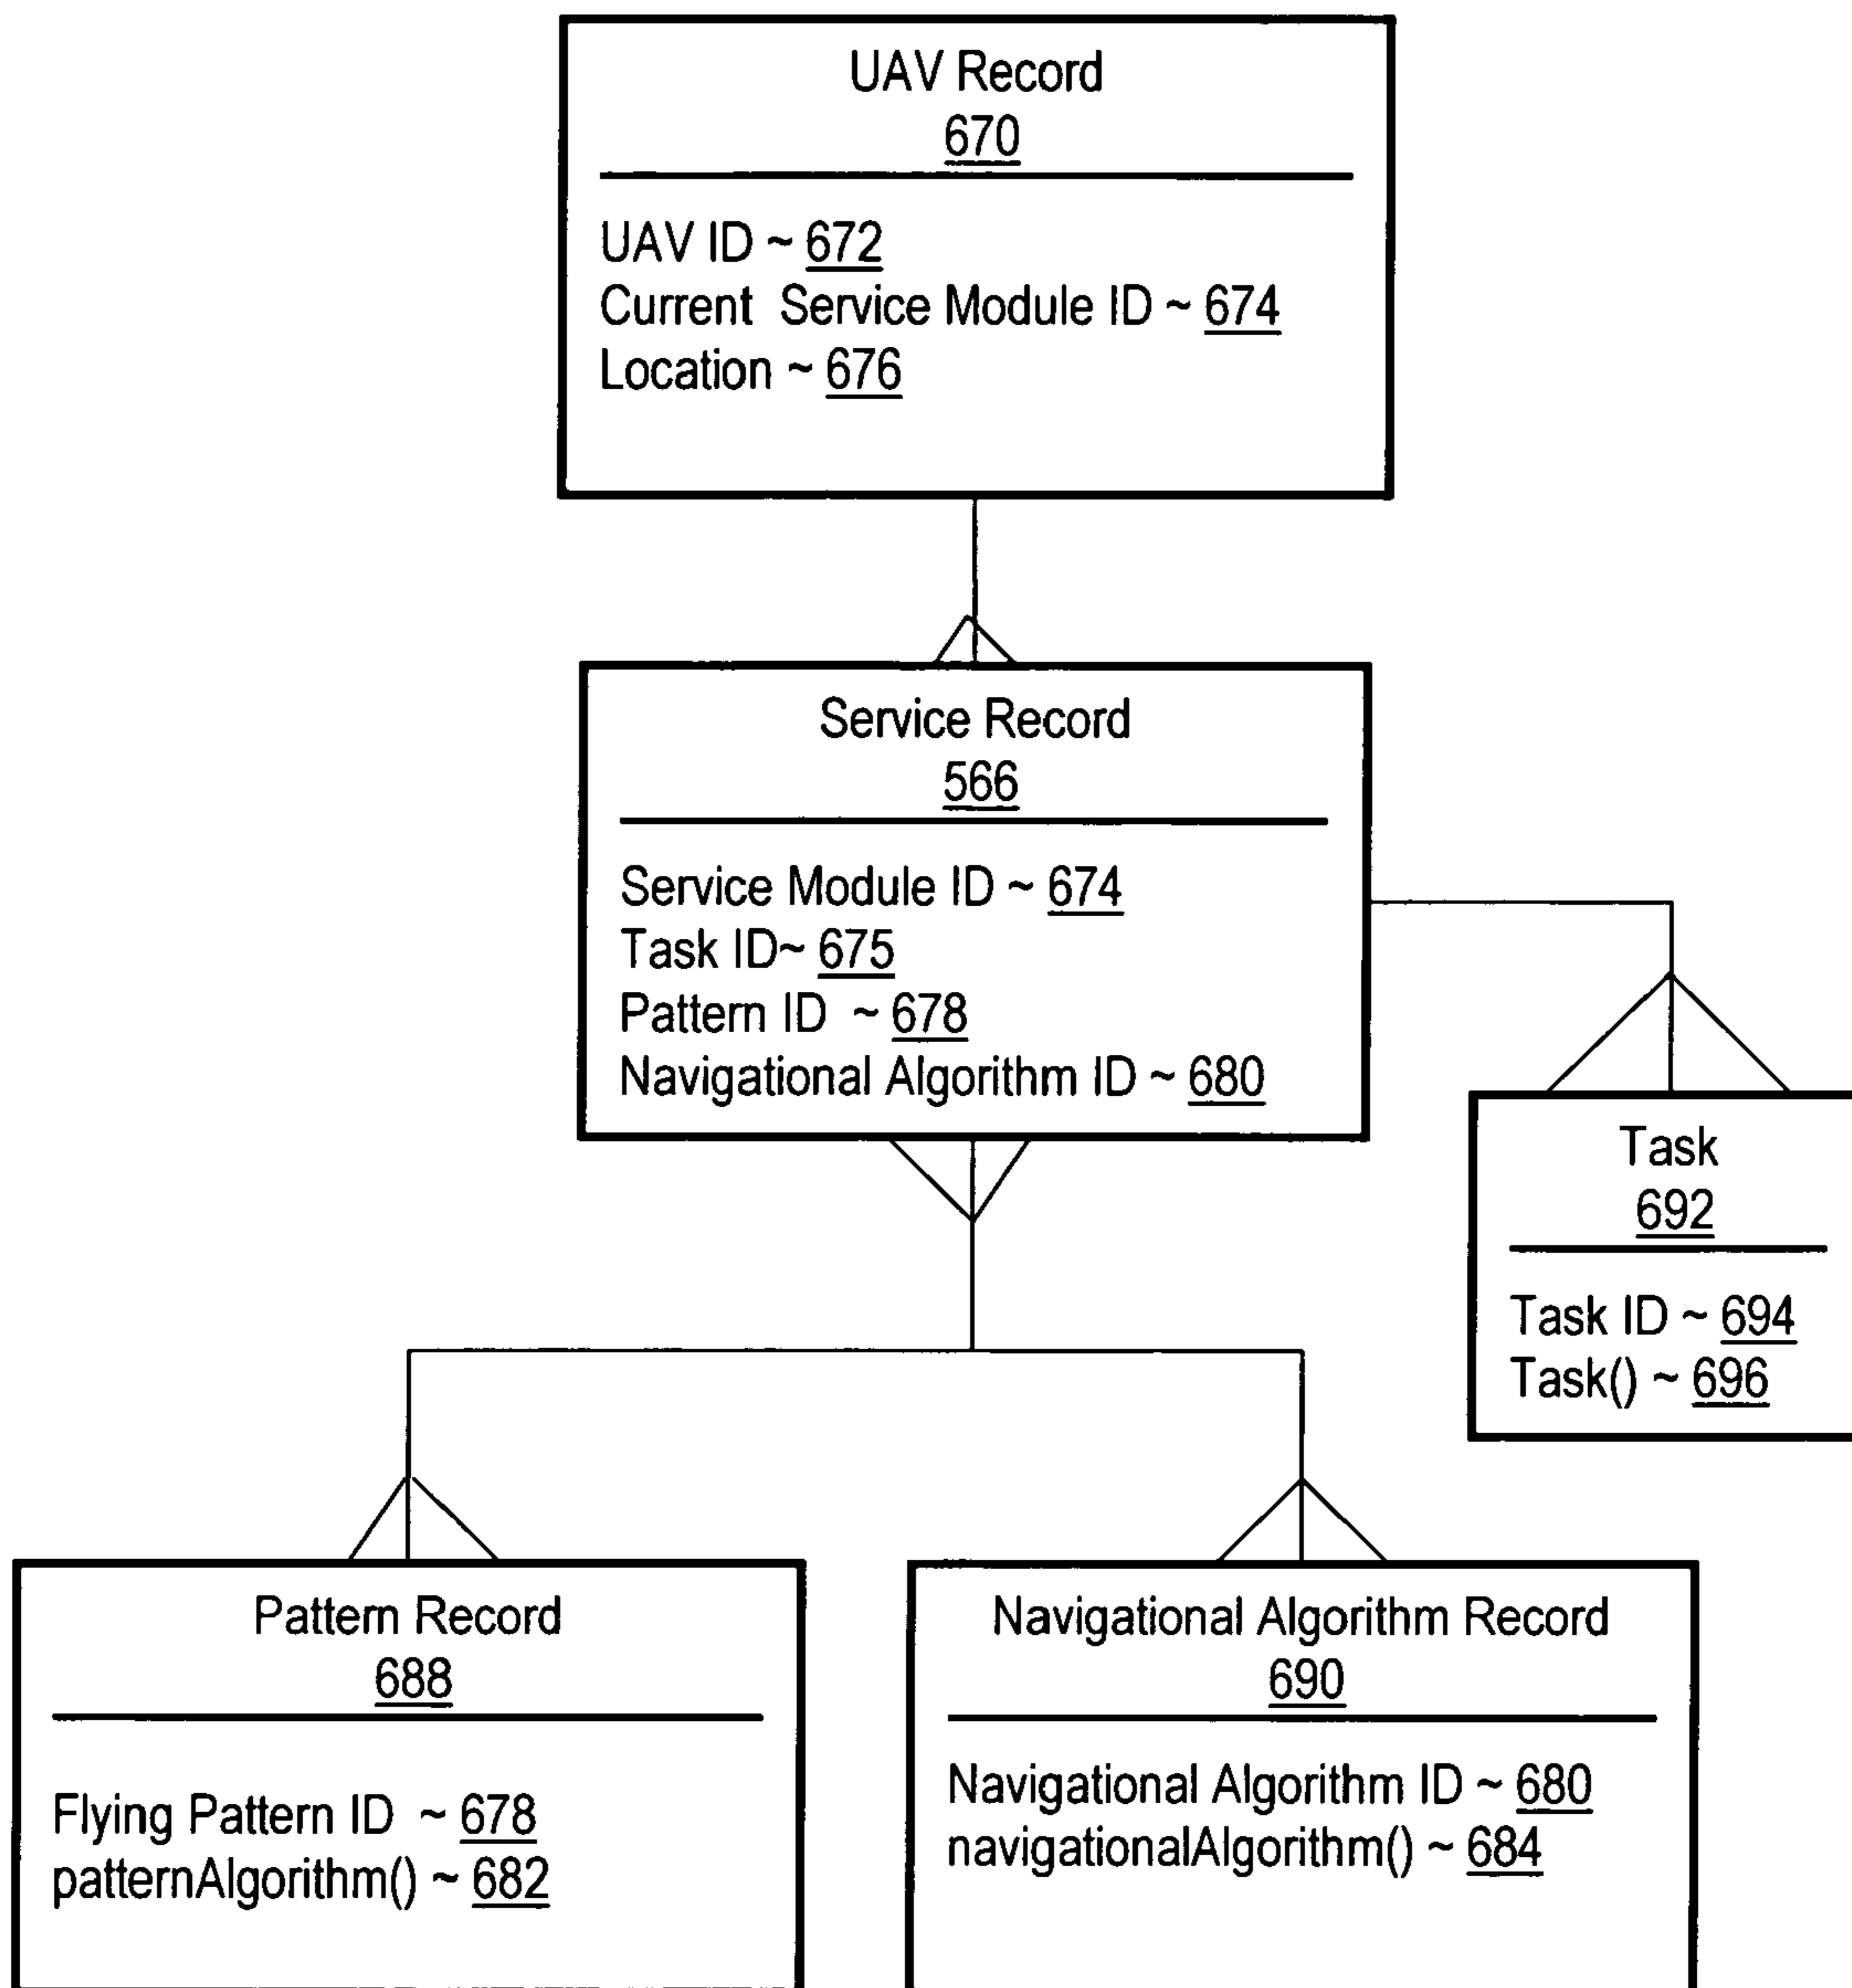 UAV Record
670
UAV ID ~ 672
Current Service Module ID ~ 674
Location ~ 676
Service Record
566
Service Module ID ~ 674
Task ID~ 675
Pattern ID ~ 678
Navigational Algorithm ID ~ 680
Task
692
Task ID ~ 694
Task() ~ 696
Pattern Record
688
Flying Pattern ID ~ 678
patternAlgorithm() ~ 682
Navigational Algorithm Record
690
Navigational Algorithm ID ~ 680
navigationalAlgorithm() ~ 684